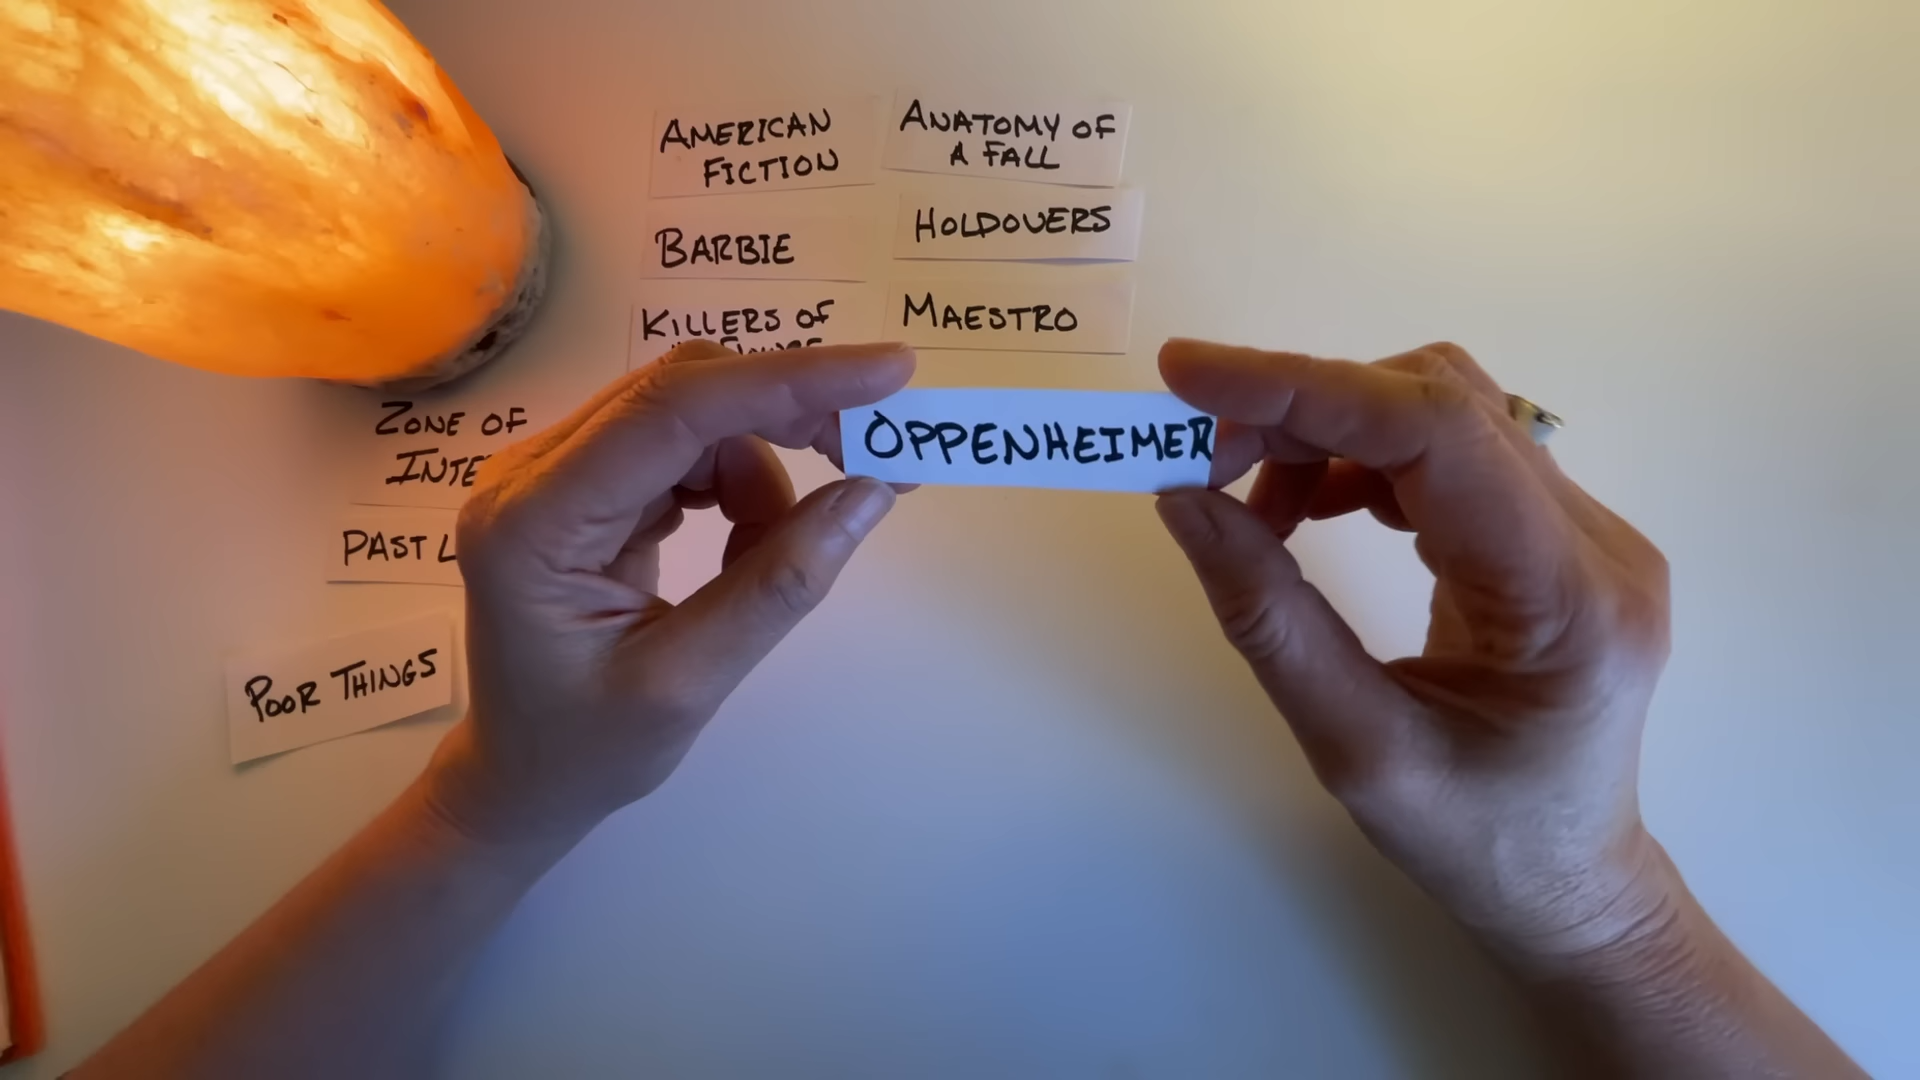 AMERICAN
FICTION
ANATOMY OF
A FALL
BARBIE
HOLDOVERS
KILLERS OF
MAESTRO
OPPENHEIMER
ZONE OF
PAST
POOR THINGS